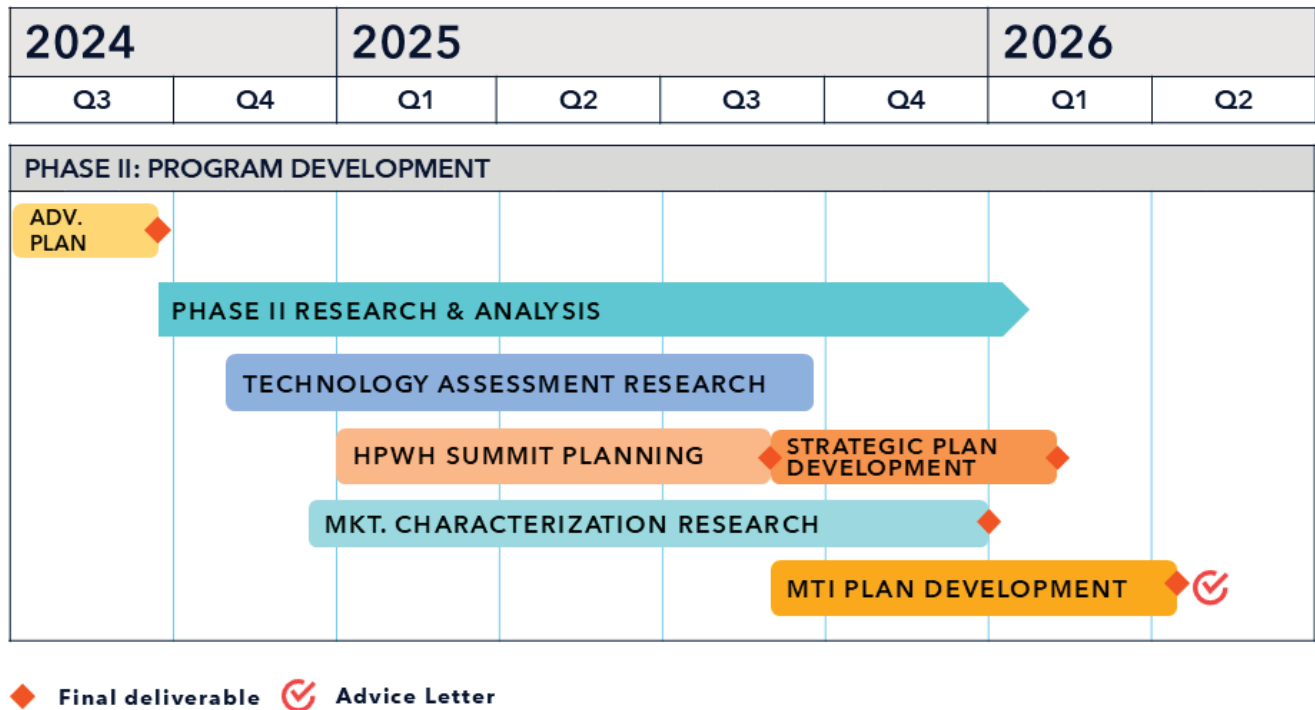 2024 2025 2026
Q3 Q4 Q1 Q2 Q3 Q4 Q1 Q2
PHASE II: PROGRAM DEVELOPMENT
ADV.
PLAN
PHASE II RESEARCH & ANALYSIS
TECHNOLOGY ASSESSMENT RESEARCH
HPWH SUMMIT PLANNING
STRATEGIC PLAN
DEVELOPMENT
MKT. CHARACTERIZATION RESEARCH
MTI PLAN DEVELOPMENT
Final deliverable Advice Letter